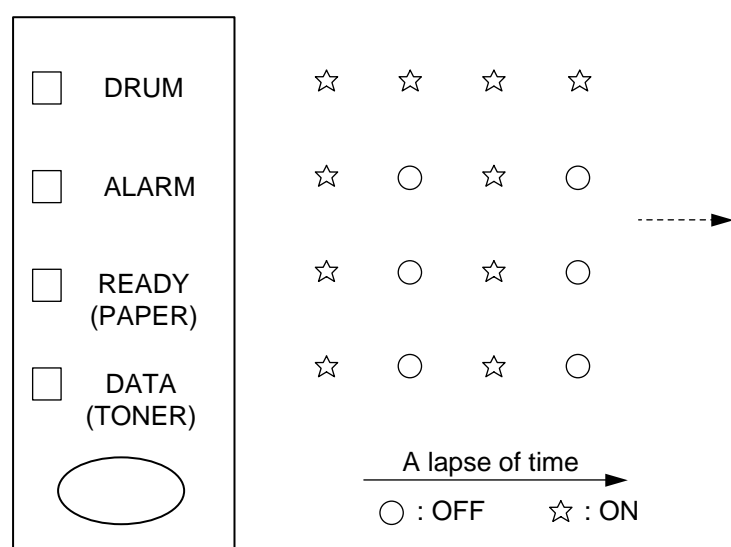 DRUM
ALARM
READY
(PAPER)
DATA
(TONER)
A lapse of time
: OFF
: ON